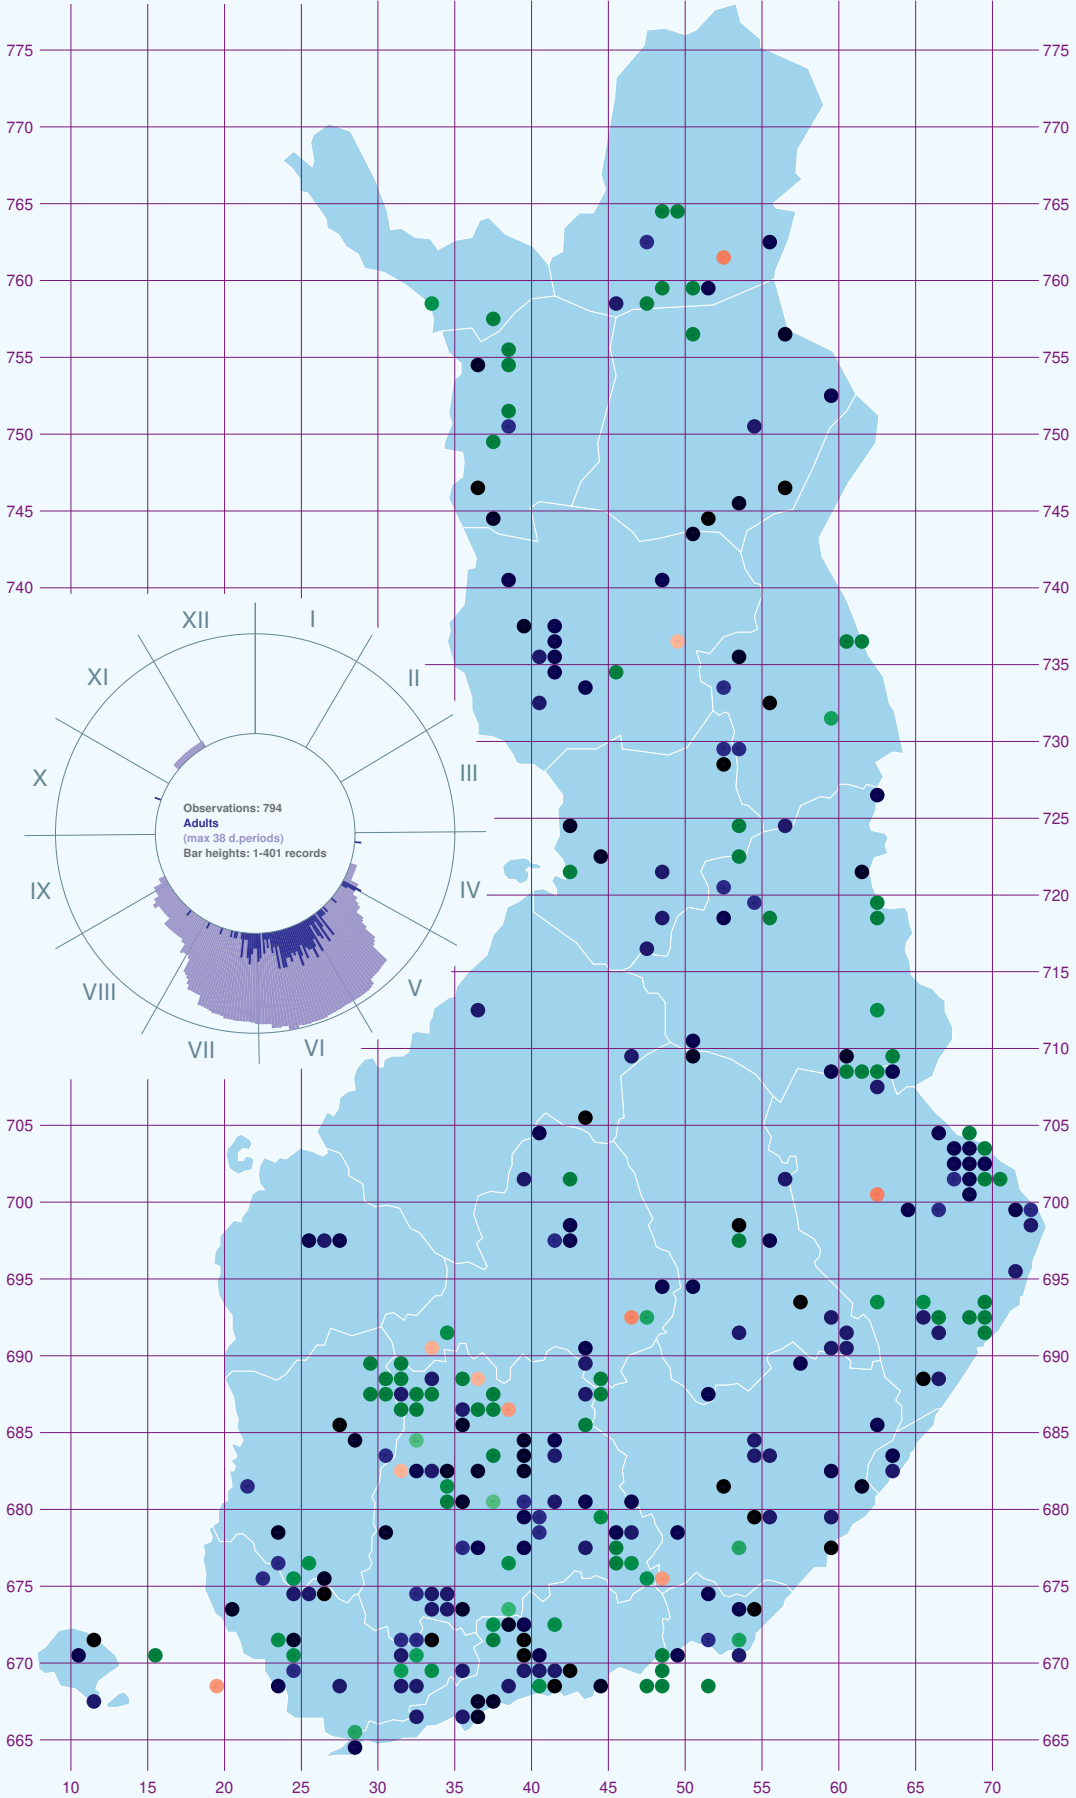 775 775
770 770
765 765
760 760
755 755
750 750
745 745
740 740
XII I
XI II
735 735
730 730
X III
Observations: 794
Adults
(max 38 d.periods)
Bar heights: 1-401 records
725 725
IX IV
720 720
VIII V
715 715
VII VI
710 710
705 705
700 700
695 695
690 690
685 685
680 680
675 675
670 670
665 665
10 15 20 25 30 35 40 45 50 55 60 65 70